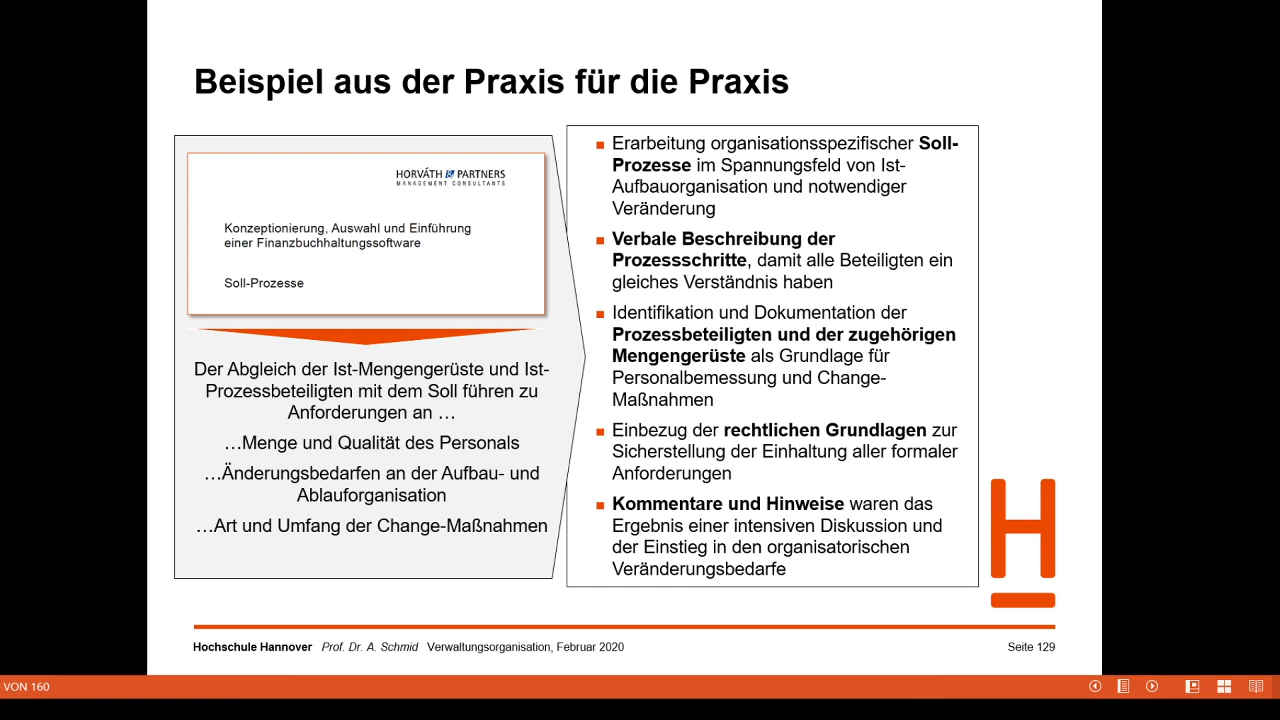 Beispiel aus der Praxis für die Praxis
HORVÁTH & PARTNERS
MANAGEMENT CONSULTANTS
Konzeptionierung, Auswahl und Einführung
einer Finanzbuchhaltungssoftware
Soll-Prozesse
Der Abgleich der Ist-Mengengerüste und Ist-
Prozessbeteiligten mit dem Soll führen zu
Anforderungen an …
…Menge und Qualität des Personals
…Änderungsbedarfen an der Aufbau- und
Ablauforganisation
…Art und Umfang der Change-Maßnahmen
Erarbeitung organisationsspezifischer Soll-
Prozesse im Spannungsfeld von Ist-
Aufbauorganisation und notwendiger
Veränderung
Verbale Beschreibung der
Prozessschritte, damit alle Beteiligten ein
gleiches Verständnis haben
Identifikation und Dokumentation der
Prozessbeteiligten und der zugehörigen
Mengengerüste als Grundlage für
Personalbemessung und Change-
Maßnahmen
Einbezug der rechtlichen Grundlagen zur
Sicherstellung der Einhaltung aller formaler
Anforderungen
Kommentare und Hinweise waren das
Ergebnis einer intensiven Diskussion und
der Einstieg in den organisatorischen
Veränderungsbedarfe
H
Hochschule Hannover Prof. Dr. A. Schmid Verwaltungsorganisation, Februar 2020
Seite 129
VON 160